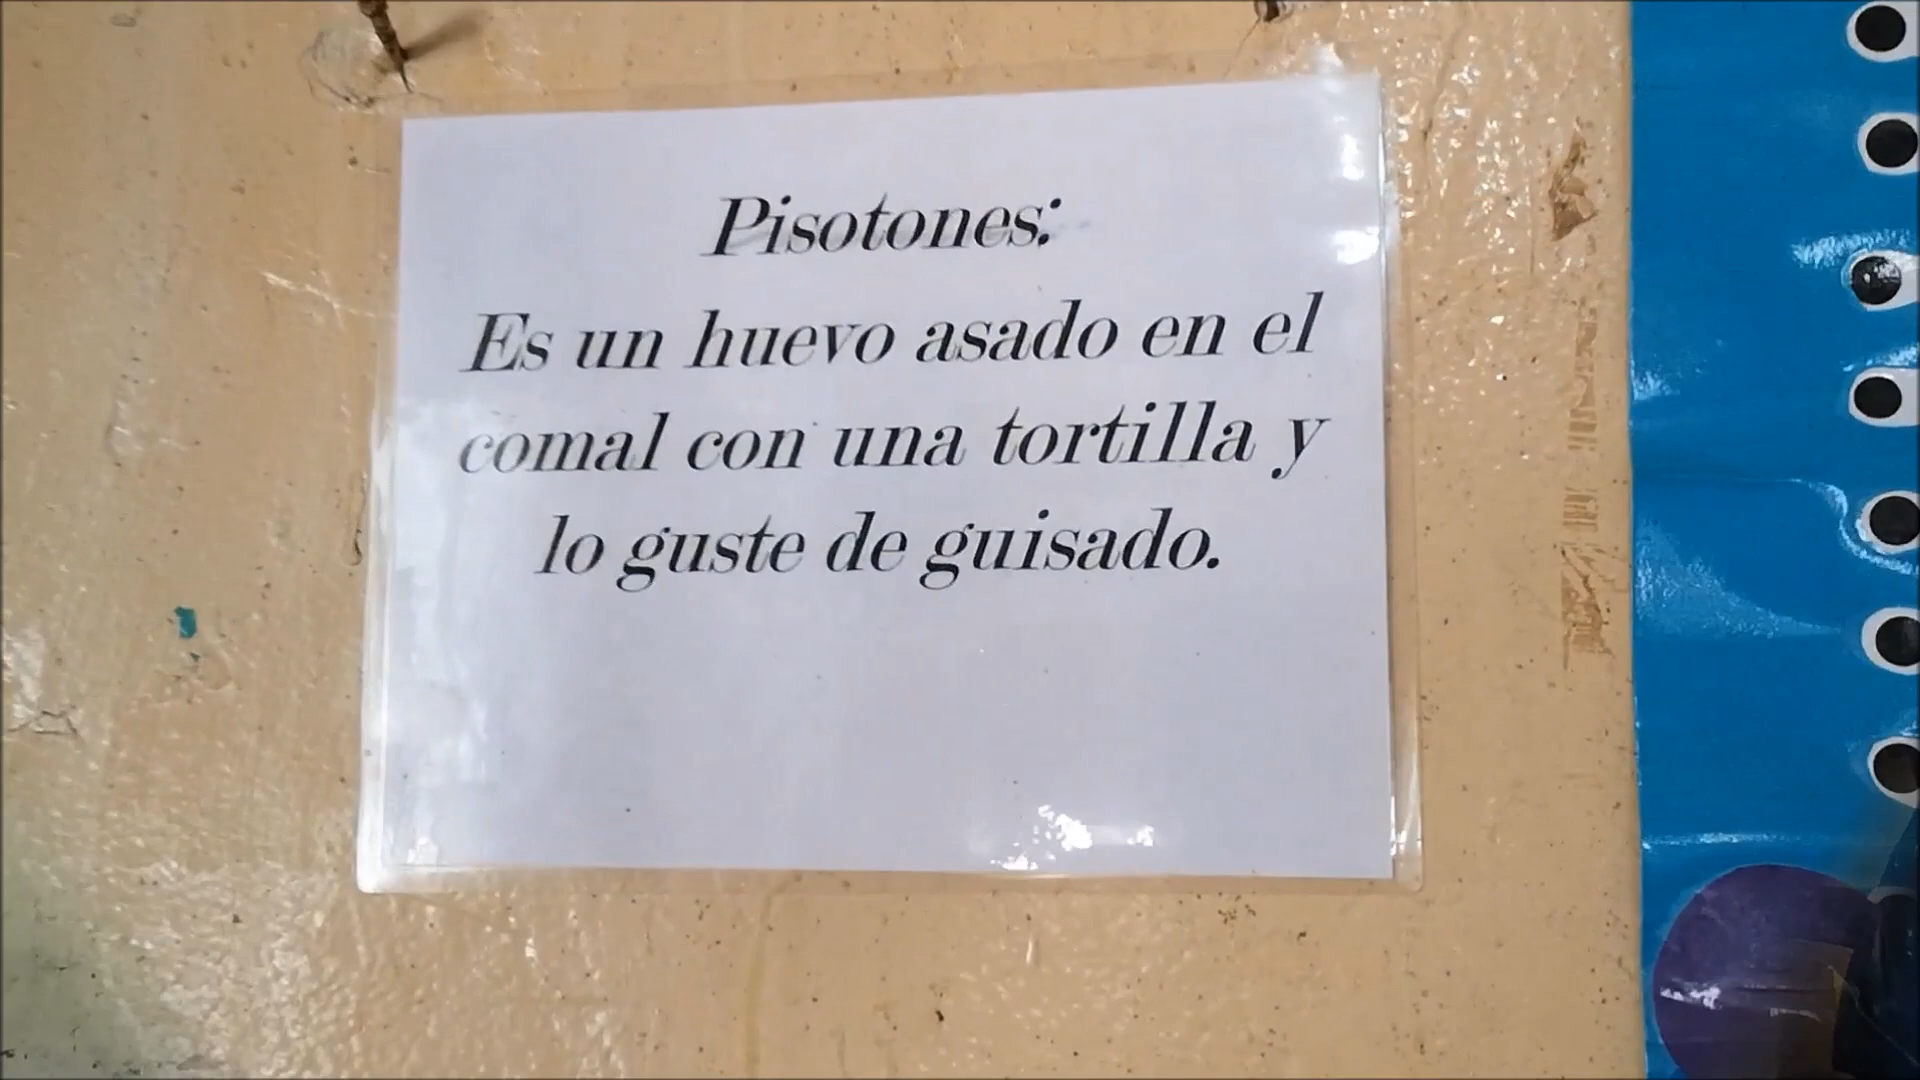 Pisotones:
Es un huevo asado en el
comal con una tortilla y
lo guste de guisado.